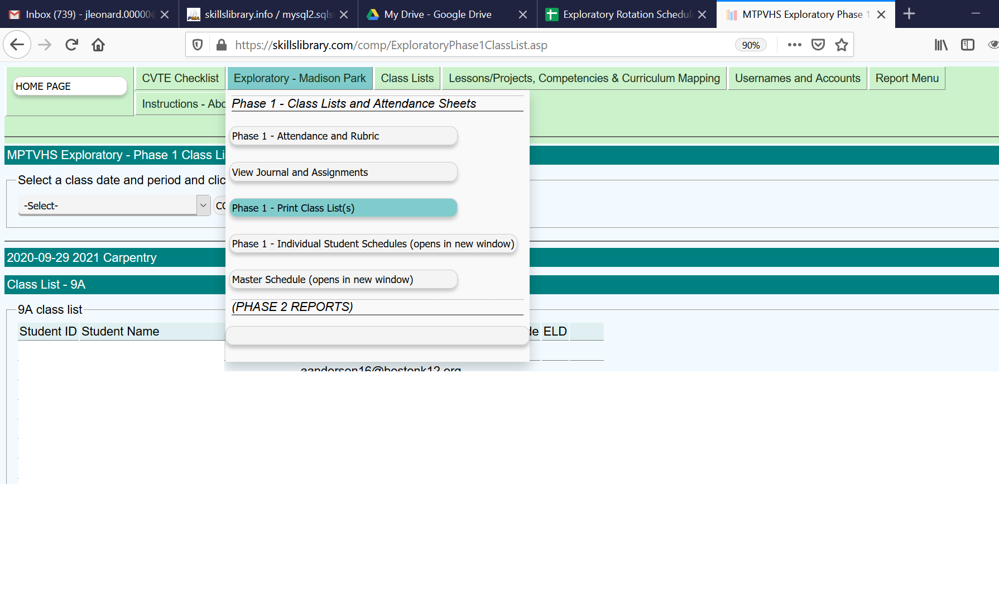 Inbox (739) - jleonard.00000@
skillslibrary.info / mysql2.sqls
My Drive - Google Drive
Exploratory Rotation Schedul
MTPVHS Exploratory Phase 1
https://skillslibrary.com/comp/ExploratoryPhase1ClassList.asp
90%
HOME PAGE
CVTE Checklist
Exploratory - Madison Park
Class Lists
Lessons/Projects, Competencies & Curriculum Mapping
Usernames and Accounts
Report Menu
Instructions - Abo
Phase 1 - Class Lists and Attendance Sheets
Phase 1 - Attendance and Rubric
View Journal and Assignments
Phase 1 - Print Class List(s)
Phase 1 - Individual Student Schedules (opens in new window)
Master Schedule (opens in new window)
(PHASE 2 REPORTS)
MPTVHS Exploratory - Phase 1 Class Li
Select a class date and period and clic
-Select-
CO
2020-09-29 2021 Carpentry
Class List - 9A
9A class list
Student ID Student Name de ELD
aanderson16@bostonk12.org